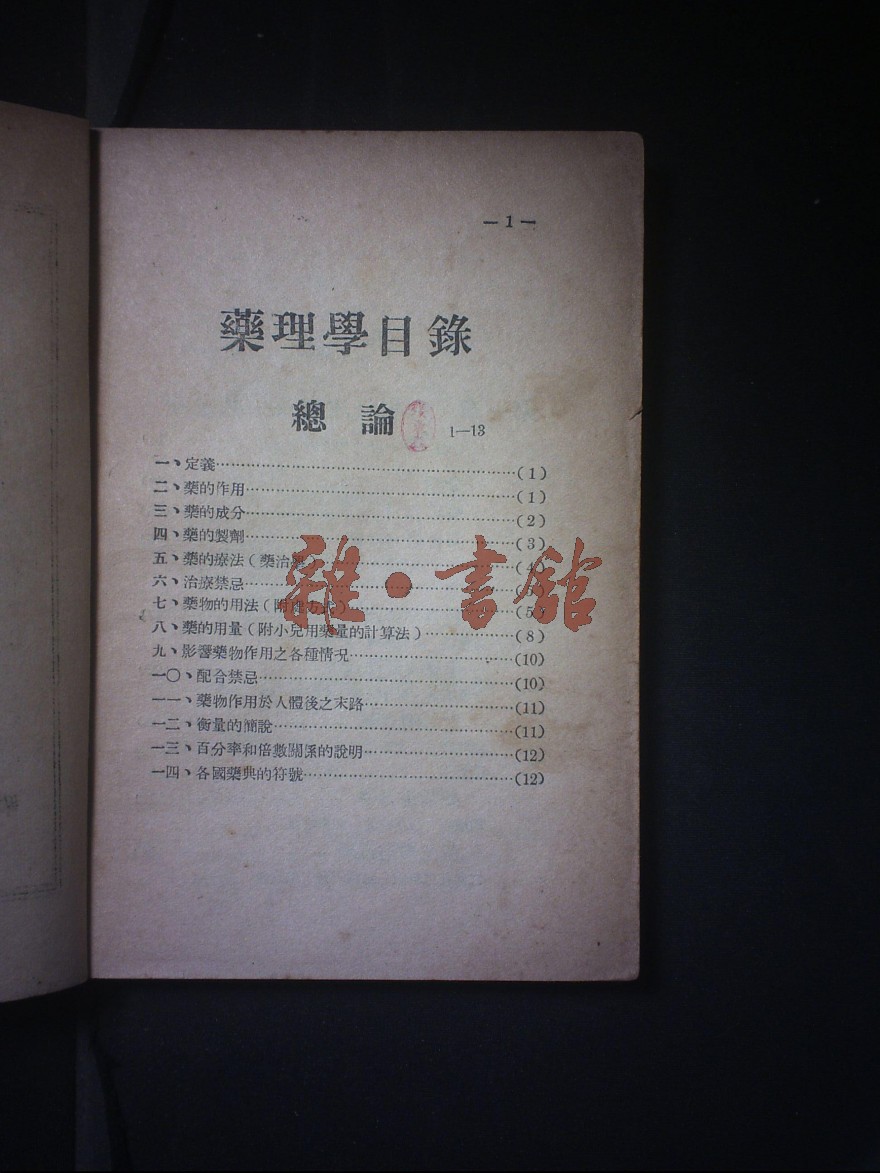 —1—
藥理學目錄
總論 1—13
一、定義……(1)
二、藥的作用……(1)
三、藥的成分……(2)
四、藥的製劑……(3)
五、藥的療法(藥治……(4)
六、治療禁忌……
七、藥物的用法(附……(5)
八、藥的用量(附小兒用藥量的計算法)……(8)
九、影響藥物作用之各種情況……(10)
一〇、配合禁忌……(10)
一一、藥物作用於人體後之末路……(11)
一二、衡量的簡說……(11)
一三、百分率和倍數關係的說明……(12)
一四、各國藥典的符號……(12)
雜·書館